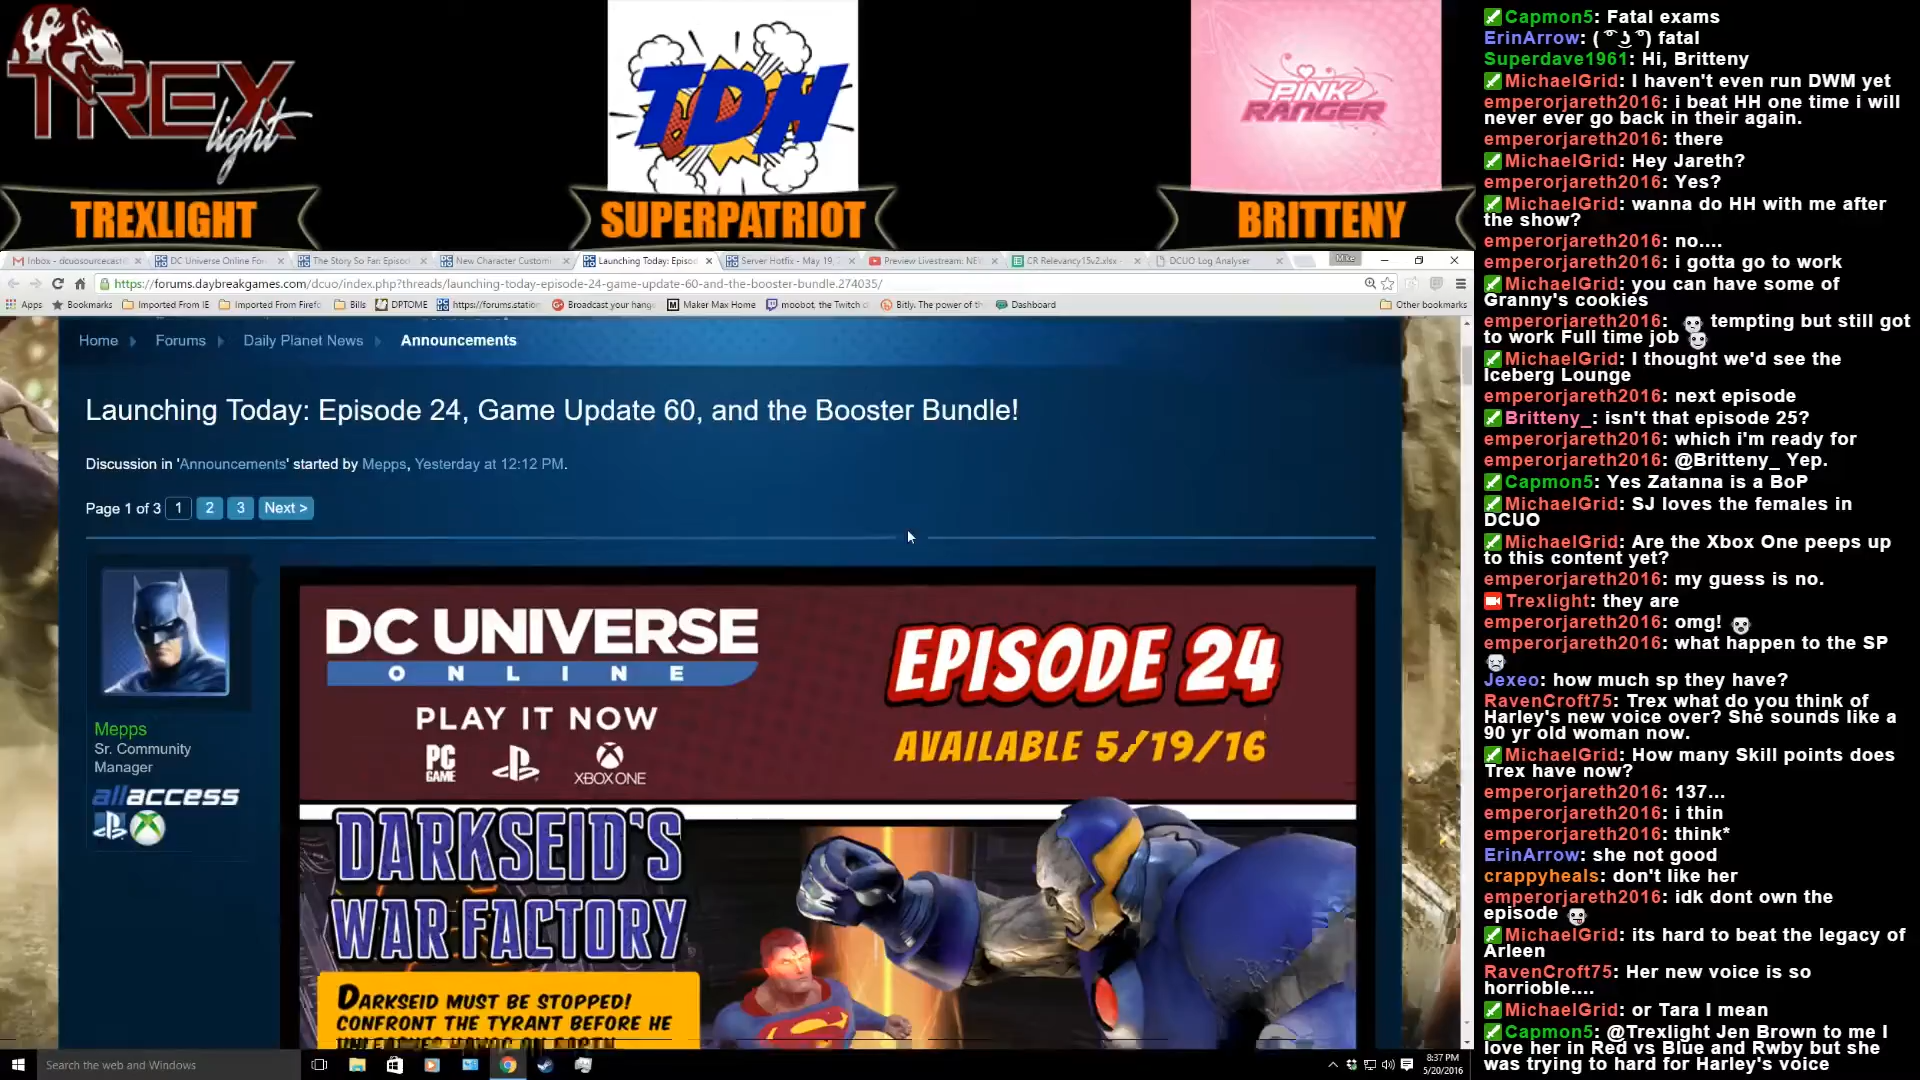 TREX
light
TREXLIGHT
TDH
SUPERPATRIOT
PINK
RANGER
BRITTENY
Inbox - dcuosourcecast
DC Universe Online For
The Story So Far: Episod
New Character Customi
Launching Today: Episod
Server Hotfix - May 19,
Preview Livestream: NE
CR Relevancy15v2.xlsx -
DCUO Log Analyser
Mike
https://forums.daybreakgames.com/dcuo/index.php?threads/launching-today-episode-24-game-update-60-and-the-booster-bundle.274035/
Apps
Bookmarks
Imported From IE
Imported From Firefo
Bills
DPTOME
https://forums.station
Broadcast your hang
Maker Max Home
moobot, the Twitch c
Bitly. The power of th
Dashboard
Other bookmarks
Home
Forums
Daily Planet News
Announcements
Launching Today: Episode 24, Game Update 60, and the Booster Bundle!
Discussion in 'Announcements' started by Mepps, Yesterday at 12:12 PM.
Page 1 of 3 1 2 3 Next >
Mepps
Sr. Community
Manager
allaccess
DC UNIVERSE
ONLINE
PLAY IT NOW
PC
GAME
XBOX ONE
EPISODE 24
AVAILABLE 5/19/16
DARKSEID'S
WAR FACTORY
DARKSEID MUST BE STOPPED!
CONFRONT THE TYRANT BEFORE HE
UNLEASHES HAVOC ON EARTH
Search the web and Windows
8:37 PM
5/20/2016
Capmon5: Fatal exams
ErinArrow: ( ͡° ͜ʖ ͡°) fatal
Superdave1961: Hi, Britteny
MichaelGrid: I haven't even run DWM yet
emperorjareth2016: i beat HH one time i will
never ever go back in their again.
emperorjareth2016: there
MichaelGrid: Hey Jareth?
emperorjareth2016: Yes?
MichaelGrid: wanna do HH with me after
the show?
emperorjareth2016: no....
emperorjareth2016: i gotta go to work
MichaelGrid: you can have some of
Granny's cookies
emperorjareth2016: tempting but still got
to work Full time job
MichaelGrid: I thought we'd see the
Iceberg Lounge
emperorjareth2016: next episode
Britteny_: isn't that episode 25?
emperorjareth2016: which i'm ready for
emperorjareth2016: @Britteny_ Yep.
Capmon5: Yes Zatanna is a BoP
MichaelGrid: SJ loves the females in
DCUO
MichaelGrid: Are the Xbox One peeps up
to this content yet?
emperorjareth2016: my guess is no.
Trexlight: they are
emperorjareth2016: omg!
emperorjareth2016: what happen to the SP
Jexeo: how much sp they have?
RavenCroft75: Trex what do you think of
Harley's new voice over? She sounds like a
90 yr old woman now.
MichaelGrid: How many Skill points does
Trex have now?
emperorjareth2016: 137...
emperorjareth2016: i thin
emperorjareth2016: think*
ErinArrow: she not good
crappyheals: don't like her
emperorjareth2016: idk dont own the
episode
MichaelGrid: its hard to beat the legacy of
Arleen
RavenCroft75: Her new voice is so
horrioble....
MichaelGrid: or Tara I mean
Capmon5: @Trexlight Jen Brown to me I
love her in Red vs Blue and Rwby but she
was trying to hard for Harley's voice